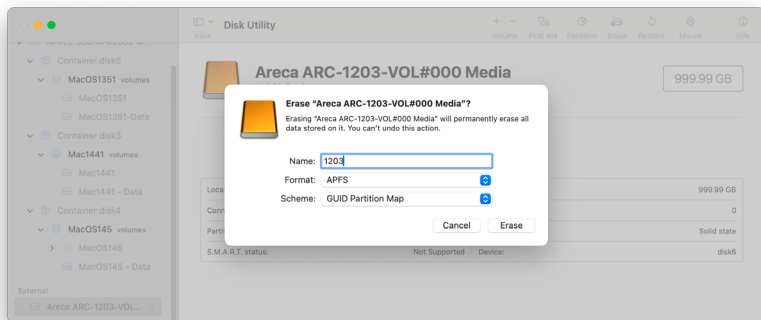 Disk Utility
View
Volume First Aid Partition Erase Restore Mount Info
Container disk5
MacOS1351 volumes
MacOS1351
MacOS1351-Data
Container disk3
Mac1441 volumes
Mac1441
Mac1441 – Data
Container disk4
MacOS145 volumes
MacOS145
MacOS145 – Data
External
Areca ARC-1203-VOL...
Areca ARC-1203-VOL#000 Media
999.99 GB
Erase “Areca ARC-1203-VOL#000 Media”?
Erasing “Areca ARC-1203-VOL#000 Media” will permanently erase all
data stored on it. You can’t undo this action.
Name: 1203
Format: APFS
Scheme: GUID Partition Map
Cancel Erase
999.99 GB
0
Solid state
S.M.A.R.T. status: Not Supported Device: disk6